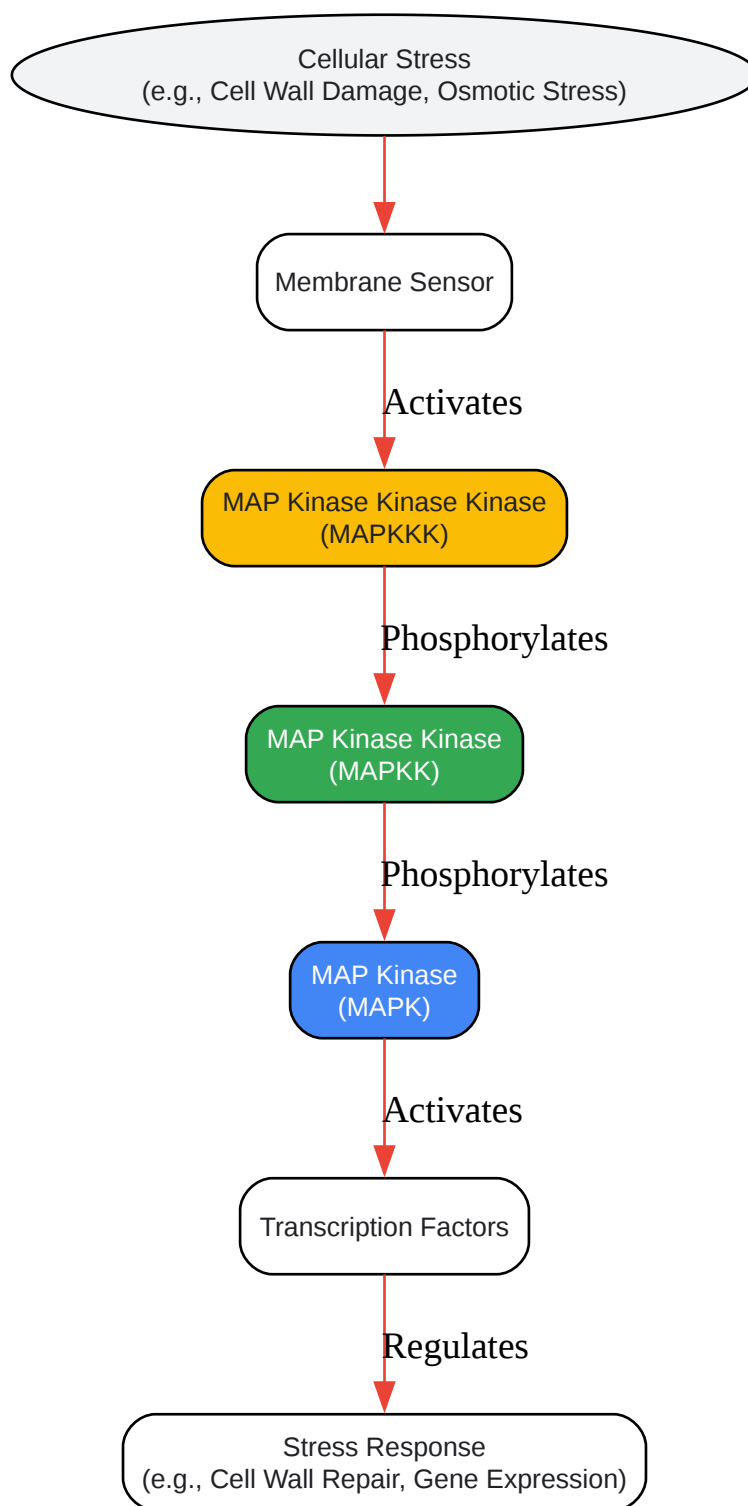 Cellular Stress
(e.g., Cell Wall Damage, Osmotic Stress)
Membrane Sensor
Activates
MAP Kinase Kinase Kinase
(MAPKKK)
Phosphorylates
MAP Kinase Kinase
(MAPKK)
Phosphorylates
MAP Kinase
(MAPK)
Activates
Transcription Factors
Regulates
Stress Response
(e.g., Cell Wall Repair, Gene Expression)